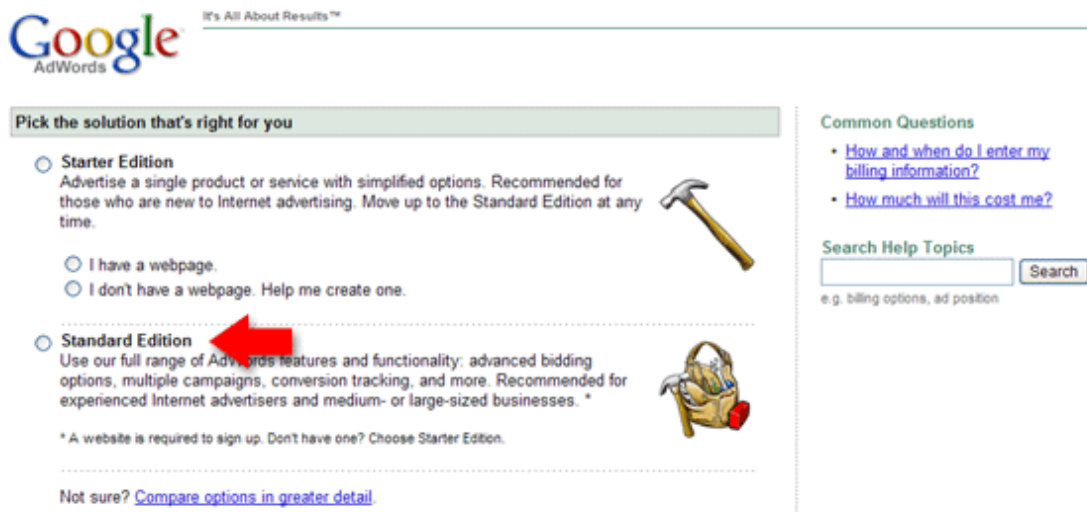 Google
AdWords
It's All About Results™
Pick the solution that's right for you
Starter Edition
Advertise a single product or service with simplified options. Recommended for
those who are new to Internet advertising. Move up to the Standard Edition at any
time.
I have a webpage.
I don't have a webpage. Help me create one.
Standard Edition
Use our full range of AdWords features and functionality: advanced bidding
options, multiple campaigns, conversion tracking, and more. Recommended for
experienced Internet advertisers and medium- or large-sized businesses. *
* A website is required to sign up. Don't have one? Choose Starter Edition.
Not sure? Compare options in greater detail.
Common Questions
• How and when do I enter my
billing information?
• How much will this cost me?
Search Help Topics
Search
e.g. billing options, ad position